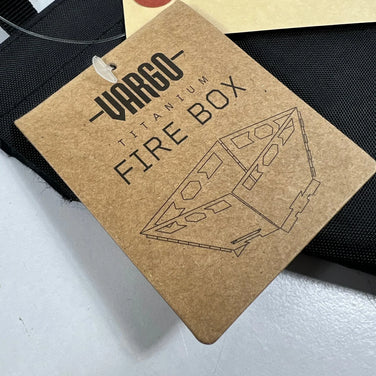 VARGO
TITANIUM
FIRE BOX